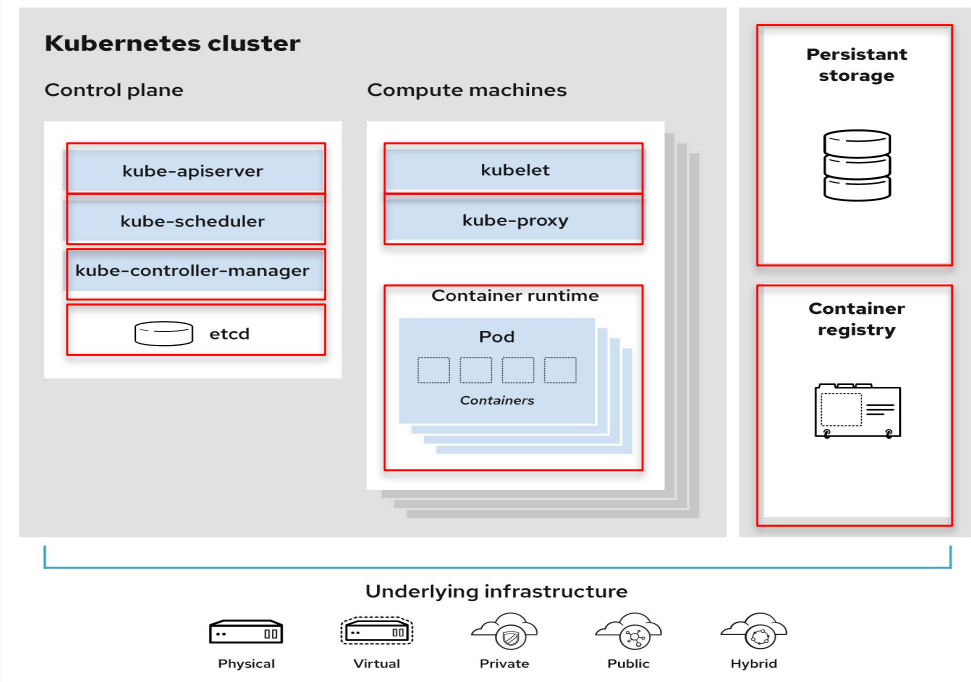 Kubernetes cluster
Control plane
kube-apiserver
kube-scheduler
kube-controller-manager
etcd
Compute machines
kubelet
kube-proxy
Container runtime
Pod
Containers
Persistant
storage
Container
registry
Underlying infrastructure
Physical
Virtual
Private
Public
Hybrid